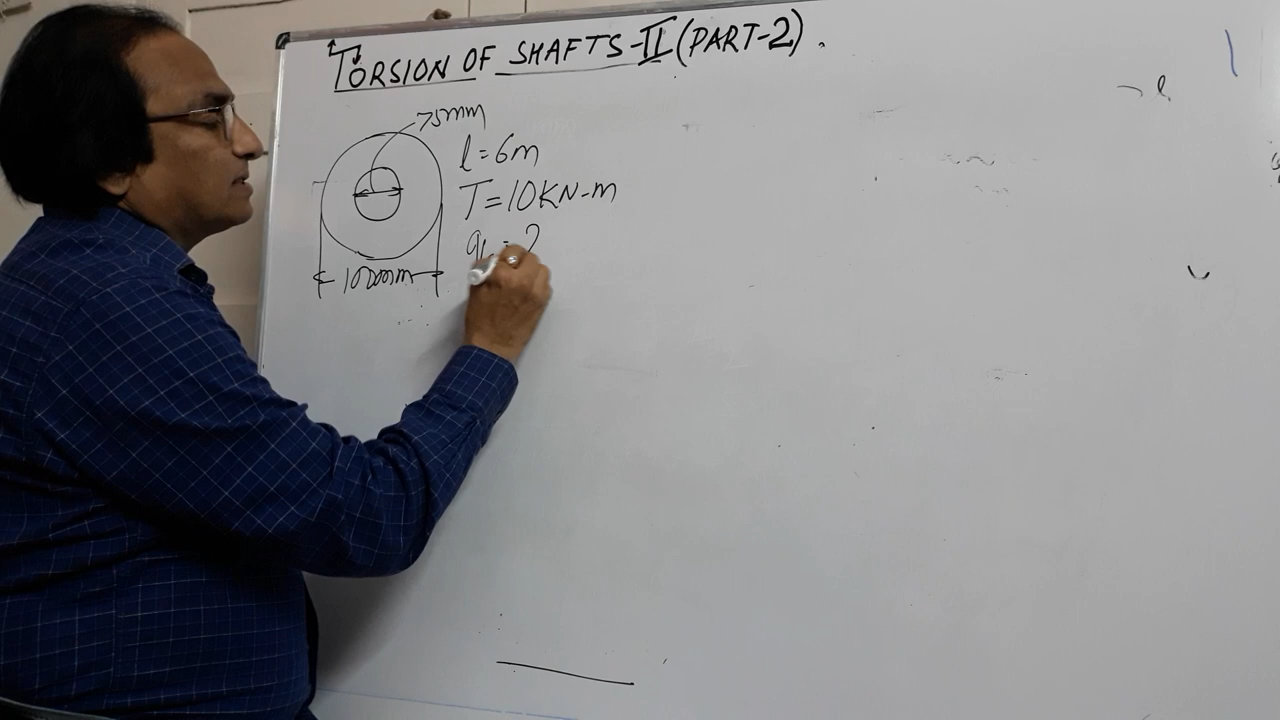 TORSION OF SHAFTS-II (PART-2).
75mm
l=6m
T=10KN-m
100mm